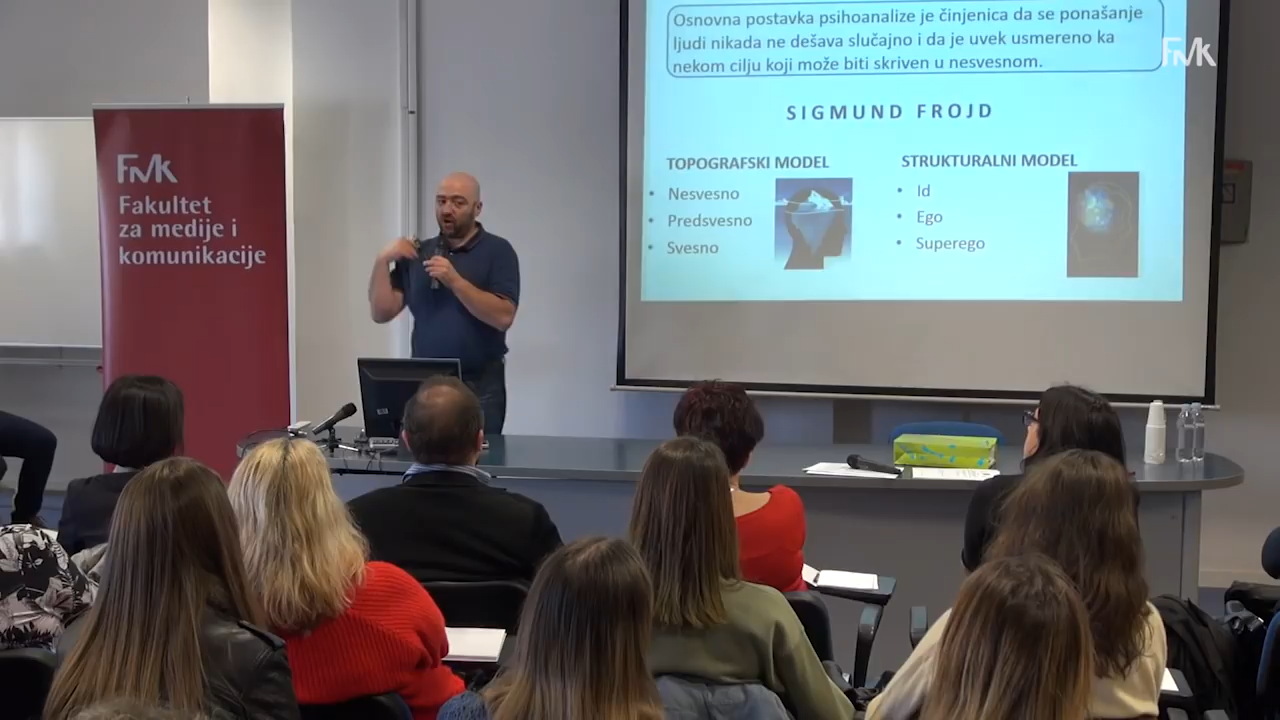 Osnovna postavka psihoanalize je činjenica da se ponašanje
ljudi nikada ne dešava slučajno i da je uvek usmereno ka
nekom cilju koji može biti skriven u nesvesnom.
FMK
SIGMUND FROJD
TOPOGRAFSKI MODEL
• Nesvesno
• Predsvesno
• Svesno
STRUKTURALNI MODEL
• Id
• Ego
• Superego
FMK
Fakultet
za medije i
komunikacije